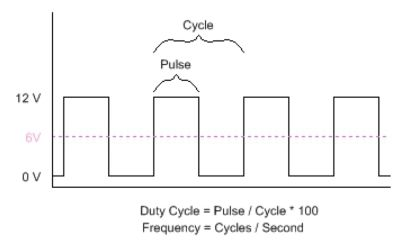 Cycle
Pulse
12 V
6V
0 V
Duty Cycle = Pulse / Cycle * 100
Frequency = Cycles / Second